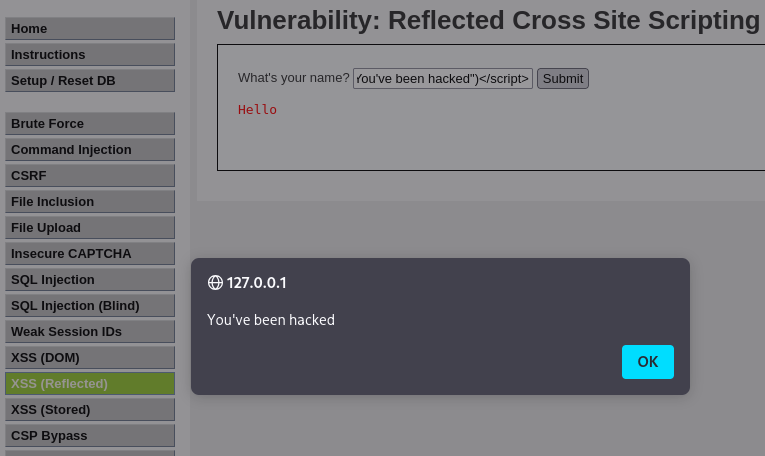 Home
Instructions
Setup / Reset DB
Brute Force
Command Injection
CSRF
File Inclusion
File Upload
Insecure CAPTCHA
SQL Injection
SQL Injection (Blind)
Weak Session IDs
XSS (DOM)
XSS (Reflected)
XSS (Stored)
CSP Bypass
Vulnerability: Reflected Cross Site Scripting
What's your name? You've been hacked")</script> Submit
Hello
127.0.0.1
You've been hacked
OK